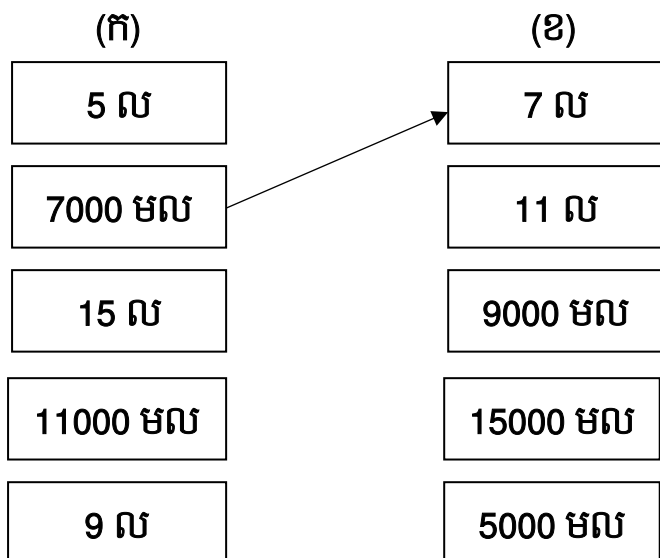 (ក) (ខ)
5 ល 7 ល
7000 មល 11 ល
15 ល 9000 មល
11000 មល 15000 មល
9 ល 5000 មល